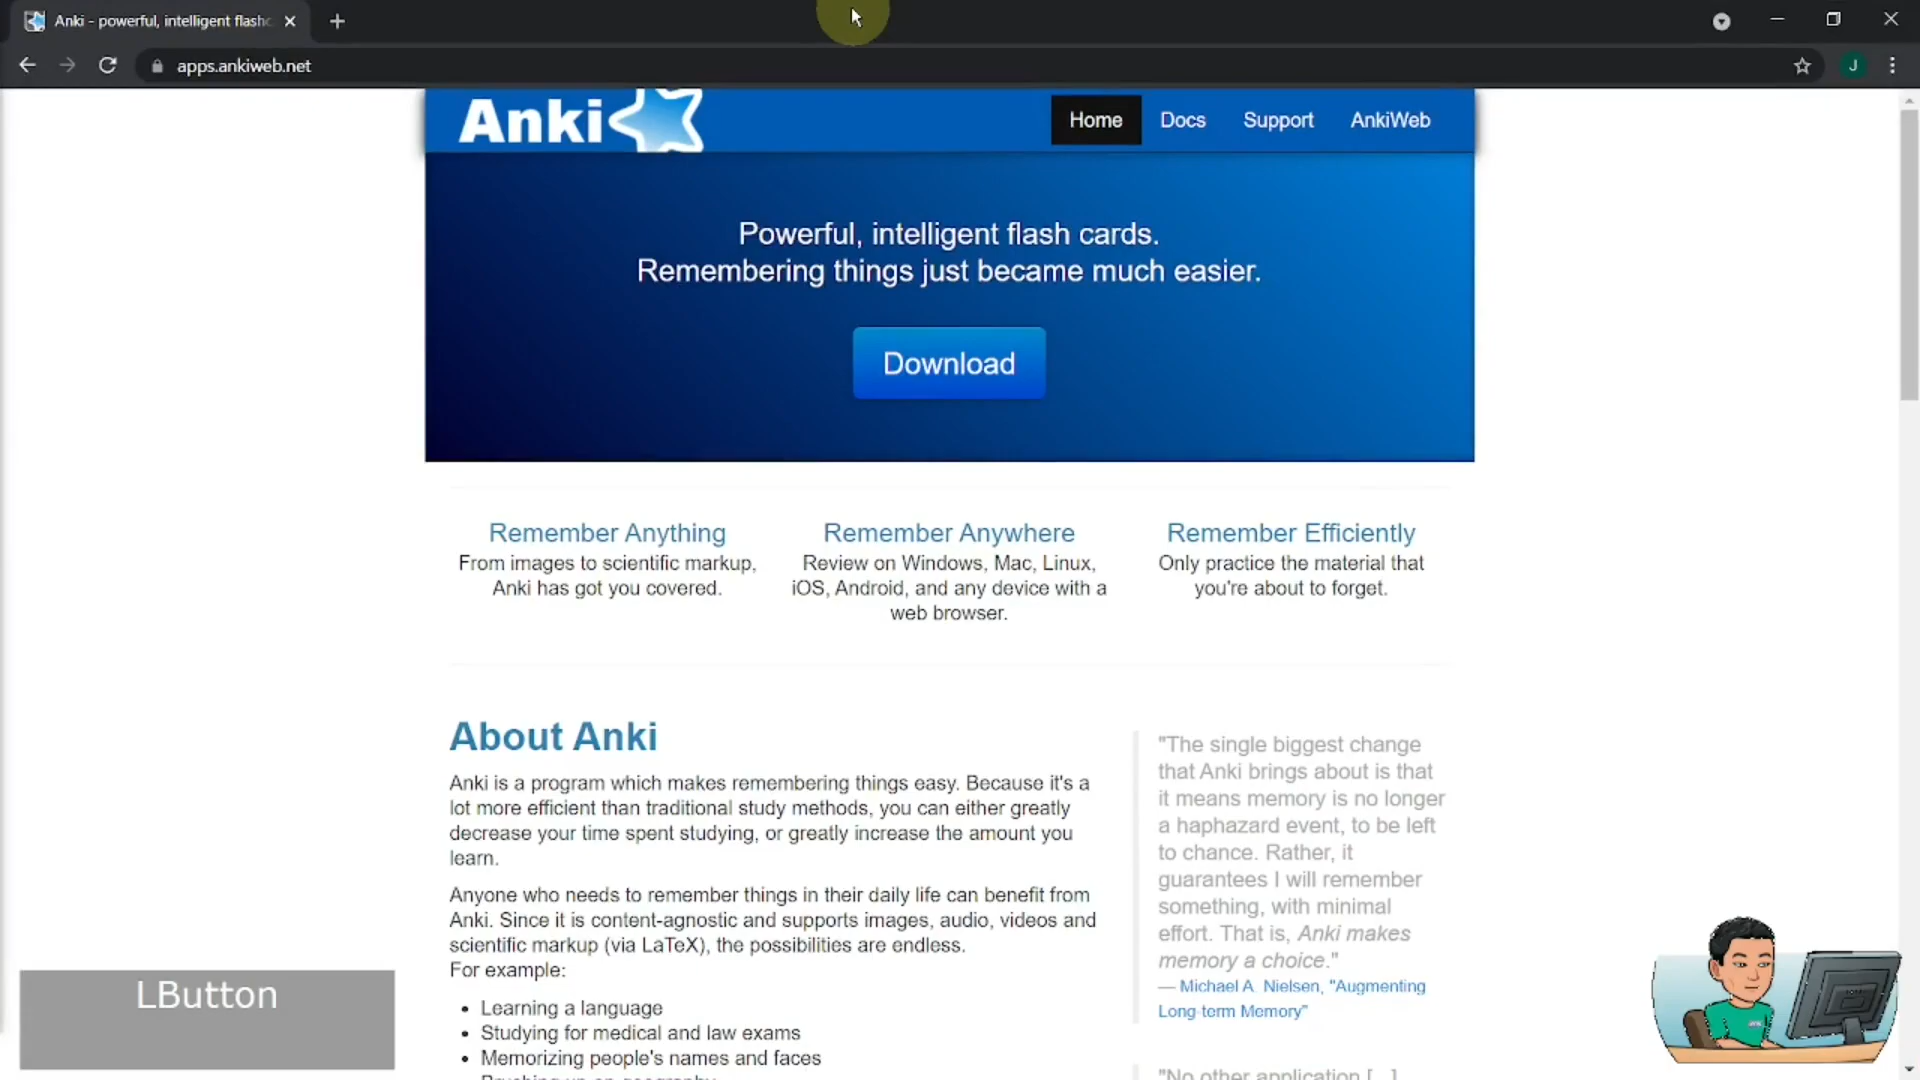 Anki - powerful, intelligent flashc
apps.ankiweb.net
J
Anki
Home
Docs
Support
AnkiWeb
Powerful, intelligent flash cards.
Remembering things just became much easier.
Download
Remember Anything
From images to scientific markup,
Anki has got you covered.
Remember Anywhere
Review on Windows, Mac, Linux,
iOS, Android, and any device with a
web browser.
Remember Efficiently
Only practice the material that
you're about to forget.
About Anki
Anki is a program which makes remembering things easy. Because it's a
lot more efficient than traditional study methods, you can either greatly
decrease your time spent studying, or greatly increase the amount you
learn.
Anyone who needs to remember things in their daily life can benefit from
Anki. Since it is content-agnostic and supports images, audio, videos and
scientific markup (via LaTeX), the possibilities are endless.
For example:
• Learning a language
• Studying for medical and law exams
• Memorizing people's names and faces
"The single biggest change
that Anki brings about is that
it means memory is no longer
a haphazard event, to be left
to chance. Rather, it
guarantees I will remember
something, with minimal
effort. That is, Anki makes
memory a choice."
— Michael A. Nielsen, "Augmenting
Long-term Memory"
"No other application [...]
LButton